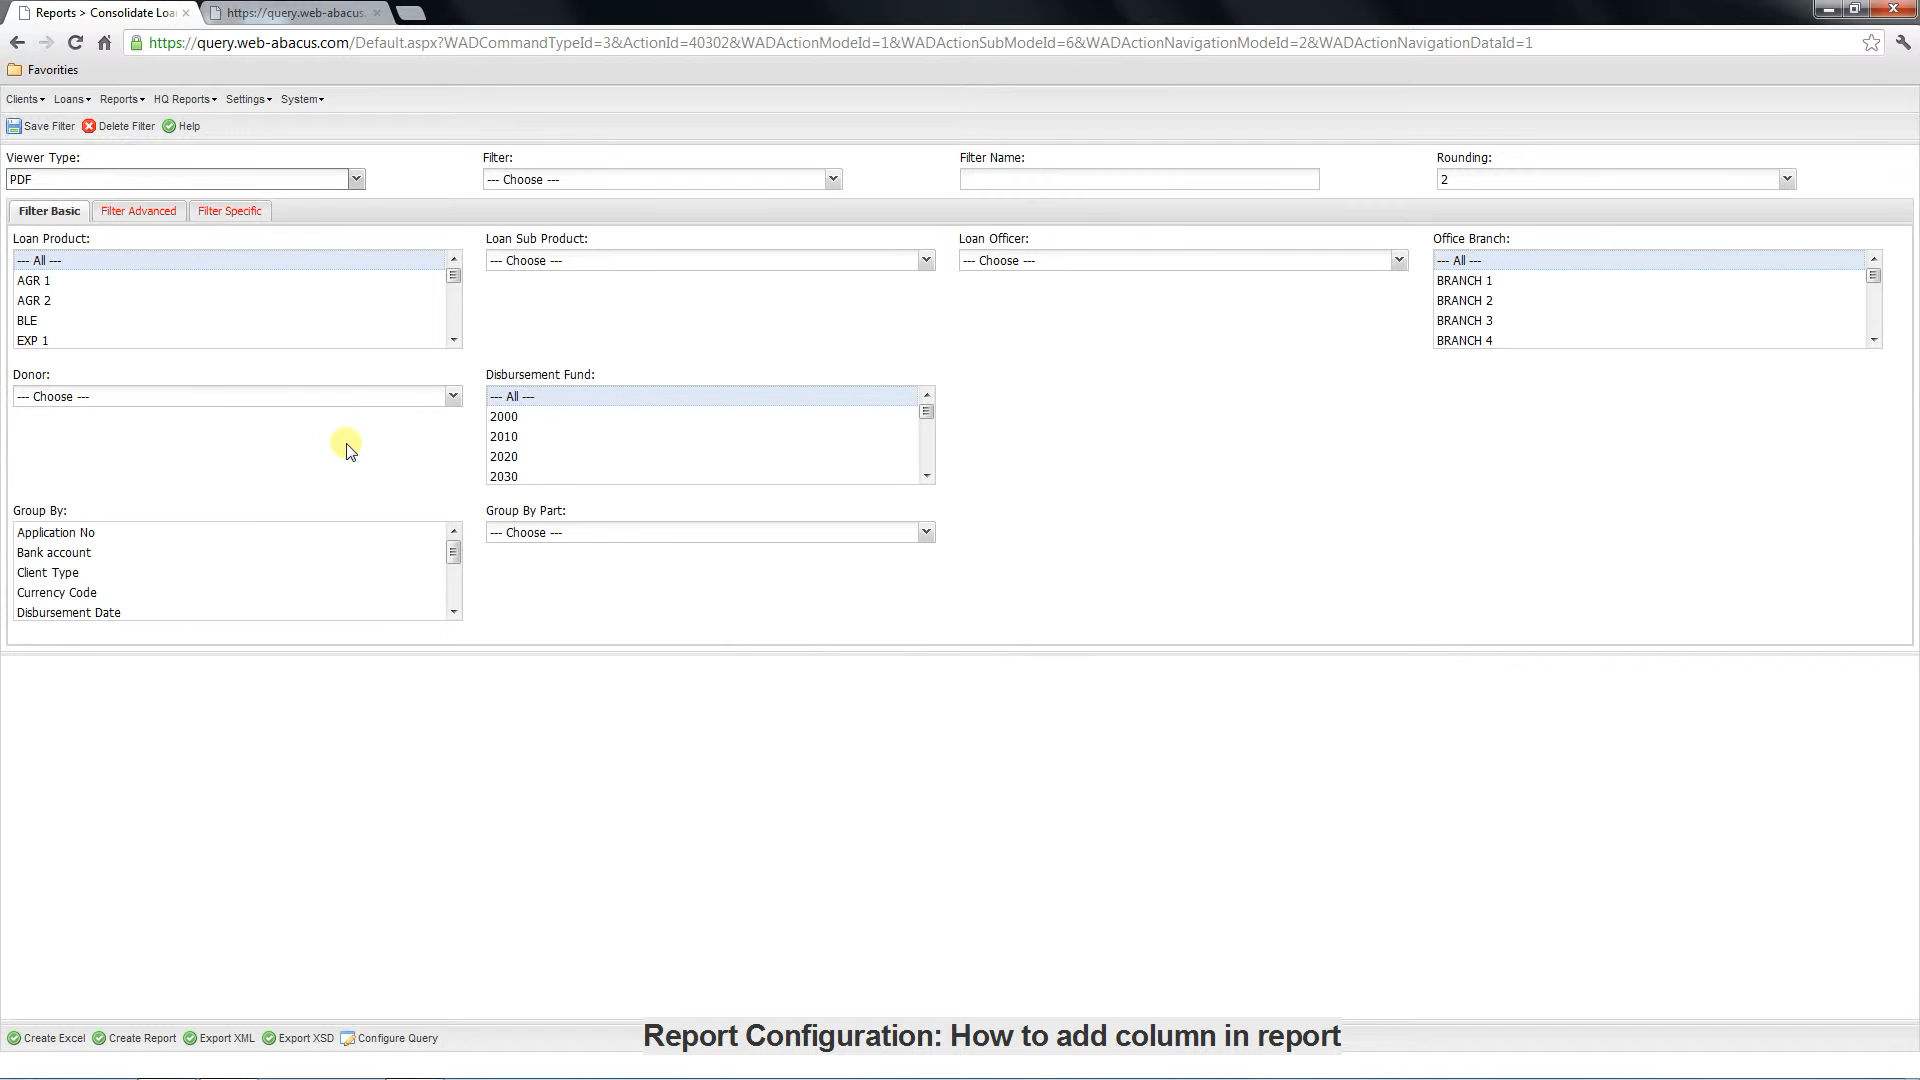 Reports > Consolidate Loa
https://query.web-abacus.
https://query.web-abacus.com/Default.aspx?WADCommandTypeId=3&ActionId=40302&WADActionModeId=1&WADActionSubModeId=6&WADActionNavigationModeId=2&WADActionNavigationDataId=1
Favorities
Clients Loans Reports HQ Reports Settings System
Save Filter Delete Filter Help
Viewer Type: Filter: Filter Name: Rounding:
PDF --- Choose --- 2
Filter Basic Filter Advanced Filter Specific
Loan Product: Loan Sub Product: Loan Officer: Office Branch:
--- All --- --- Choose --- --- Choose --- --- All ---
AGR 1 BRANCH 1
AGR 2 BRANCH 2
BLE BRANCH 3
EXP 1 BRANCH 4
Donor: Disbursement Fund:
--- Choose --- --- All ---
2000
2010
2020
2030
Group By: Group By Part:
Application No --- Choose ---
Bank account
Client Type
Currency Code
Disbursement Date
Create Excel Create Report Export XML Export XSD Configure Query
Report Configuration: How to add column in report